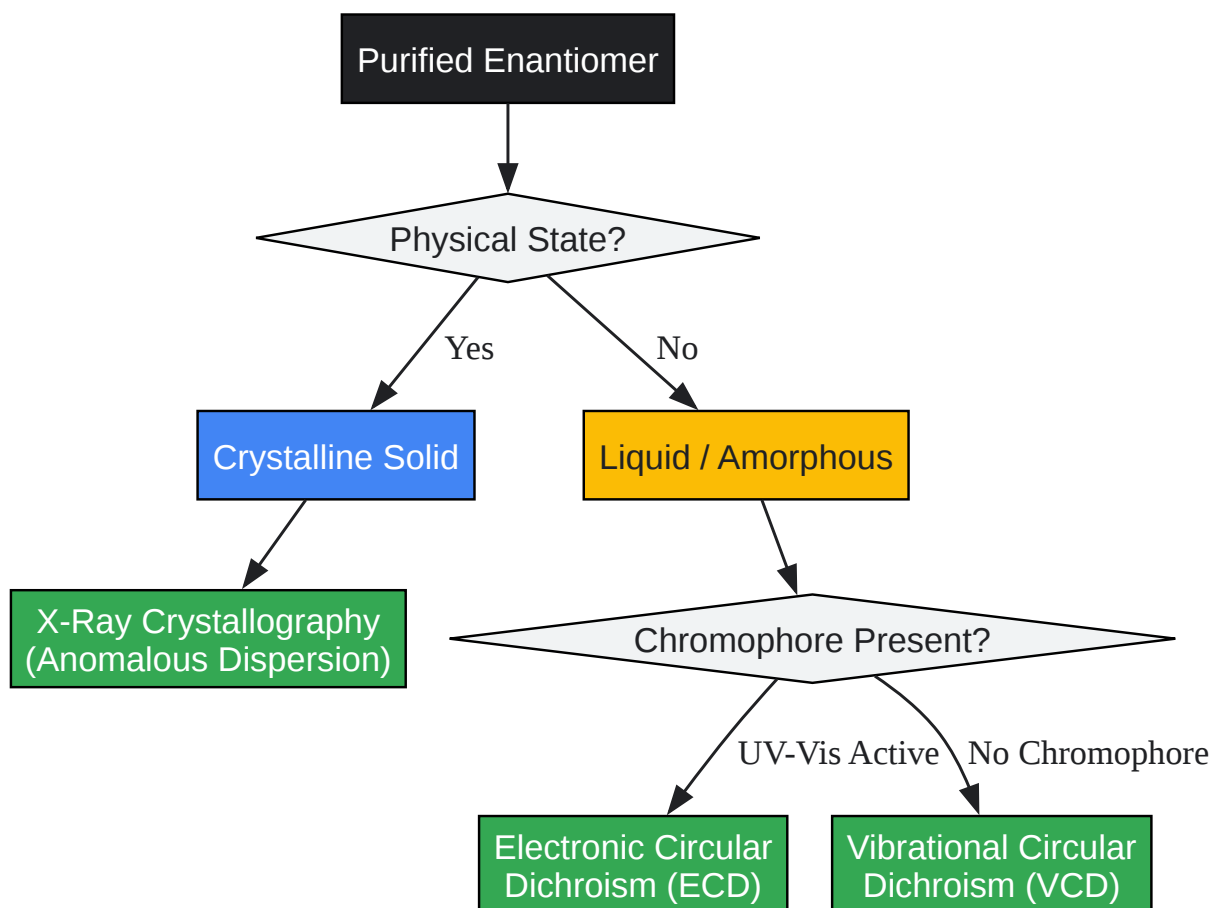 Purified Enantiomer
Physical State?
Yes
No
Crystalline Solid
Liquid / Amorphous
X-Ray Crystallography
(Anomalous Dispersion)
Chromophore Present?
UV-Vis Active
No Chromophore
Electronic Circular
Dichroism (ECD)
Vibrational Circular
Dichroism (VCD)